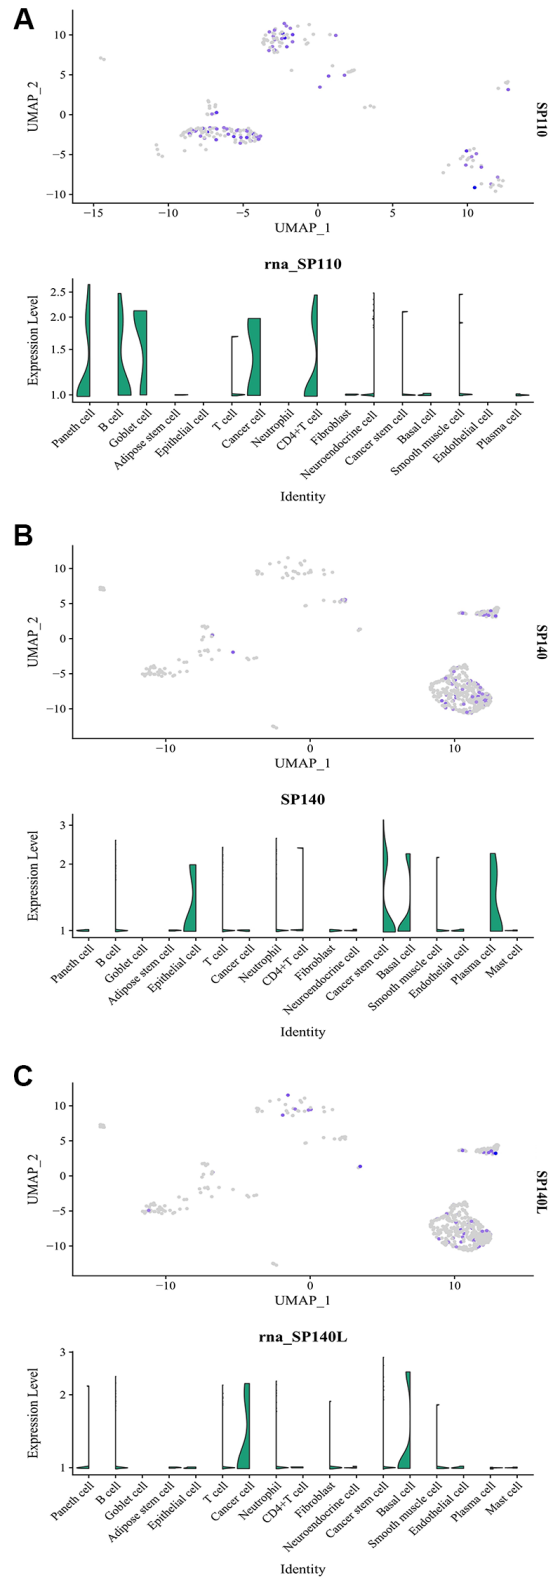 A
10
5
0
−5
−10
UMAP_2
SP110
−15
−10
−5
0
5
10
UMAP_1
rna_SP110
2.5
2.0
1.5
1.0
Expression Level
Paneth cell
B cell
Goblet cell
Adipose stem cell
Epithelial cell
T cell
Cancer cell
Neutrophil
CD4+T cell
Fibroblast
Neuroendocrine cell
Cancer stem cell
Basal cell
Smooth muscle cell
Endothelial cell
Plasma cell
Identity
B
10
5
0
−5
−10
UMAP_2
SP140
−10
0
10
UMAP_1
SP140
3
2
1
Expression Level
Paneth cell
B cell
Goblet cell
Adipose stem cell
Epithelial cell
T cell
Cancer cell
Neutrophil
CD4+T cell
Fibroblast
Neuroendocrine cell
Cancer stem cell
Basal cell
Smooth muscle cell
Endothelial cell
Plasma cell
Mast cell
Identity
C
10
5
0
−5
−10
UMAP_2
SP140L
−10
0
10
UMAP_1
rna_SP140L
3
2
1
Expression Level
Paneth cell
B cell
Goblet cell
Adipose stem cell
Epithelial cell
T cell
Cancer cell
Neutrophil
CD4+T cell
Fibroblast
Neuroendocrine cell
Cancer stem cell
Basal cell
Smooth muscle cell
Endothelial cell
Plasma cell
Mast cell
Identity